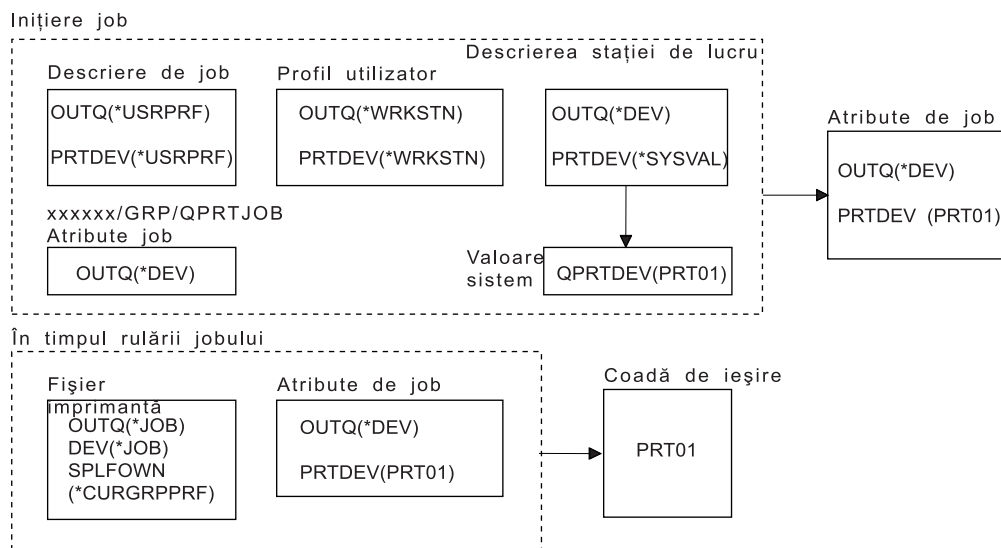 Inițiere job
Descrierea stației de lucru
Descriere de job
Profil utilizator
OUTQ(*USRPRF)
PRTDEV(*USRPRF)
OUTQ(*WRKSTN)
PRTDEV(*WRKSTN)
OUTQ(*DEV)
PRTDEV(*SYSVAL)
Atribute de job
OUTQ(*DEV)
PRTDEV (PRT01)
xxxxxx/GRP/QPRTJOB
Atribute job
OUTQ(*DEV)
Valoare
sistem
QPRTDEV(PRT01)
În timpul rulării jobului
Fişier
imprimantă
OUTQ(*JOB)
DEV(*JOB)
SPLFOWN
(*CURGRPPRF)
Atribute de job
OUTQ(*DEV)
PRTDEV(PRT01)
Coadă de ieşire
PRT01